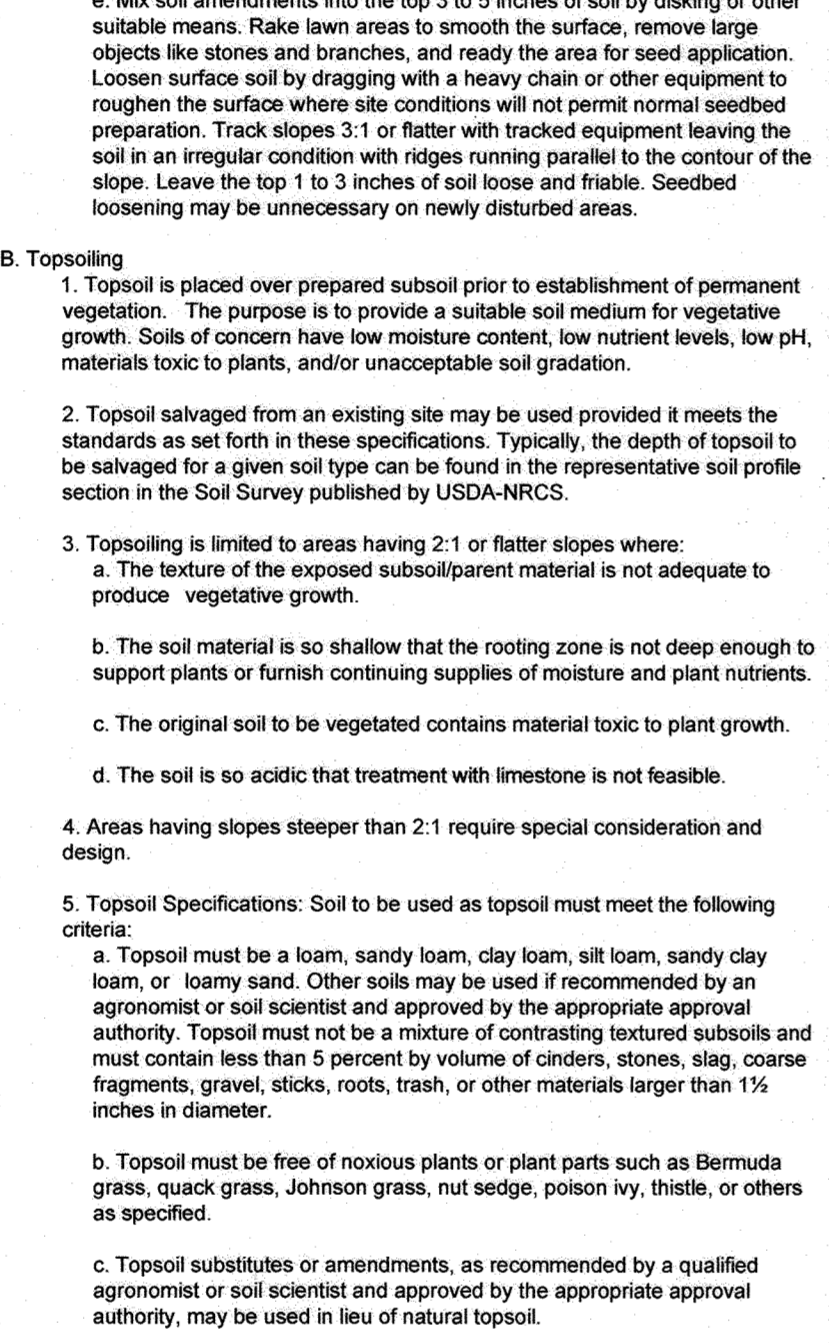 e. Mix soil amendments into the top 3 to 5 inches of soil by disking or other
suitable means. Rake lawn areas to smooth the surface, remove large
objects like stones and branches, and ready the area for seed application.
Loosen surface soil by dragging with a heavy chain or other equipment to
roughen the surface where site conditions will not permit normal seedbed
preparation. Track slopes 3:1 or flatter with tracked equipment leaving the
soil in an irregular condition with ridges running parallel to the contour of the
slope. Leave the top 1 to 3 inches of soil loose and friable. Seedbed
loosening may be unnecessary on newly disturbed areas.
B. Topsoiling
1. Topsoil is placed over prepared subsoil prior to establishment of permanent
vegetation. The purpose is to provide a suitable soil medium for vegetative
growth. Soils of concern have low moisture content, low nutrient levels, low pH,
materials toxic to plants, and/or unacceptable soil gradation.
2. Topsoil salvaged from an existing site may be used provided it meets the
standards as set forth in these specifications. Typically, the depth of topsoil to
be salvaged for a given soil type can be found in the representative soil profile
section in the Soil Survey published by USDA-NRCS.
3. Topsoiling is limited to areas having 2:1 or flatter slopes where:
a. The texture of the exposed subsoil/parent material is not adequate to
produce vegetative growth.
b. The soil material is so shallow that the rooting zone is not deep enough to
support plants or furnish continuing supplies of moisture and plant nutrients.
c. The original soil to be vegetated contains material toxic to plant growth.
d. The soil is so acidic that treatment with limestone is not feasible.
4. Areas having slopes steeper than 2:1 require special consideration and
design.
5. Topsoil Specifications: Soil to be used as topsoil must meet the following
criteria:
a. Topsoil must be a loam, sandy loam, clay loam, silt loam, sandy clay
loam, or loamy sand. Other soils may be used if recommended by an
agronomist or soil scientist and approved by the appropriate approval
authority. Topsoil must not be a mixture of contrasting textured subsoils and
must contain less than 5 percent by volume of cinders, stones, slag, coarse
fragments, gravel, sticks, roots, trash, or other materials larger than 1½
inches in diameter.
b. Topsoil must be free of noxious plants or plant parts such as Bermuda
grass, quack grass, Johnson grass, nut sedge, poison ivy, thistle, or others
as specified.
c. Topsoil substitutes or amendments, as recommended by a qualified
agronomist or soil scientist and approved by the appropriate approval
authority, may be used in lieu of natural topsoil.